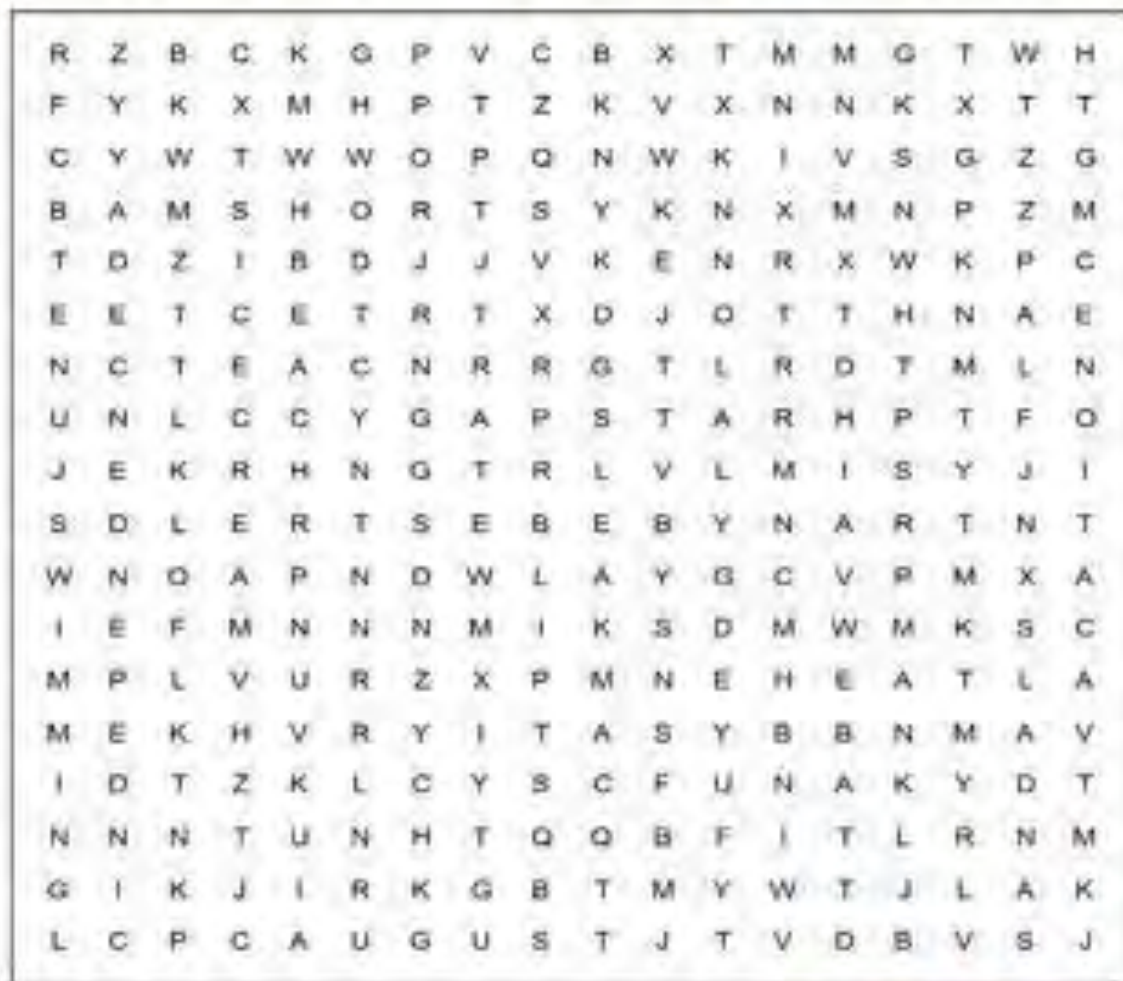 R Z B C K G P V C B X T M M G T W H
F Y K X M H P T Z K V X N N K X T T
C Y W T W W O P Q N W K I V S G Z G
B A M S H O R T S Y K N X M N P Z M
T D Z I B D J J V K E N R X W K P C
E E T C E T R T X D J O T T H N A E
N C T E A C N R R G T L R D T M L N
U N L C C Y G A P S T A R H P T F O
J E K R H N G T R L V L M I S Y J I
S D L E R T S E B E B Y N A R T N T
W N O A P N D W L A Y G C V P M X A
I E F M N N N M I K S D M W M K S C
M P L V U R Z X P M N E H E A T L A
M E K H V R Y I T A S Y B B N M A V
I D T Z K L C Y S C F U N A K Y D T
N N N T U N H T Q Q B F I T L R N M
G I K J I R K G B T M Y W T J L A K
L C P C A U G U S T J T V D B V S J